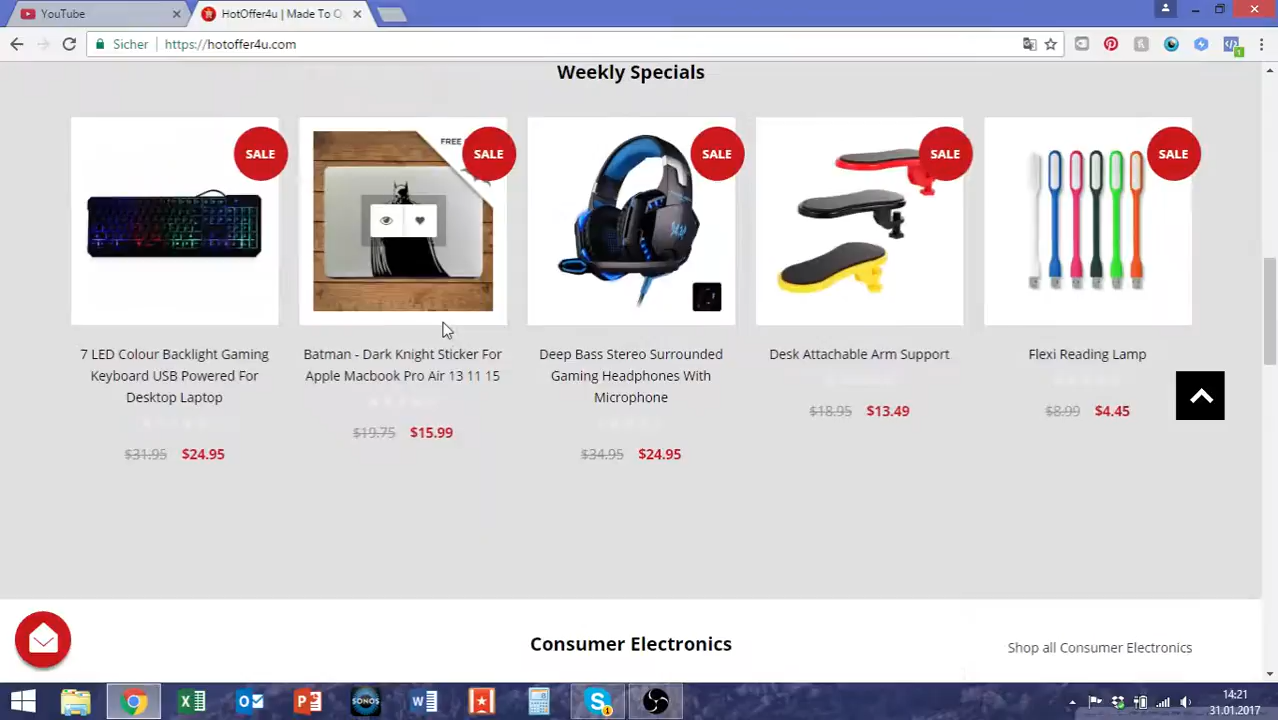 YouTube
HotOffer4u | Made To O
Sicher
https://hotoffer4u.com
Weekly Specials
SALE
FREE
SALE
SALE
SALE
SALE
7 LED Colour Backlight Gaming
Keyboard USB Powered For
Desktop Laptop
$31.95 $24.95
Batman - Dark Knight Sticker For
Apple Macbook Pro Air 13 11 15
$19.75 $15.99
Deep Bass Stereo Surrounded
Gaming Headphones With
Microphone
$34.95 $24.95
Desk Attachable Arm Support
$18.95 $13.49
Flexi Reading Lamp
$8.99 $4.45
Consumer Electronics
Shop all Consumer Electronics
SONOS
14:21
31.01.2017